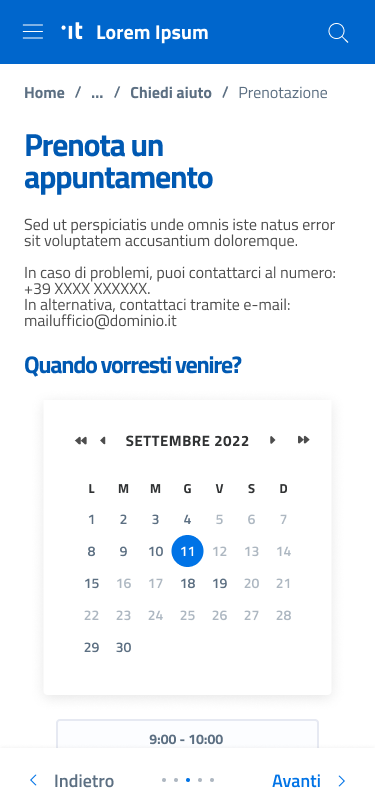 .it Lorem Ipsum
Home / ... / Chiedi aiuto / Prenotazione
Prenota un
appuntamento
Sed ut perspiciatis unde omnis iste natus error
sit voluptatem accusantium doloremque.
In caso di problemi, puoi contattarci al numero:
+39 XXXX XXXXXX.
In alternativa, contattaci tramite e-mail:
mailufficio@dominio.it
Quando vorresti venire?
SETTEMBRE 2022
L M M G V S D
1 2 3 4 5 6 7
8 9 10 11 12 13 14
15 16 17 18 19 20 21
22 23 24 25 26 27 28
29 30
9:00 - 10:00
Indietro Avanti